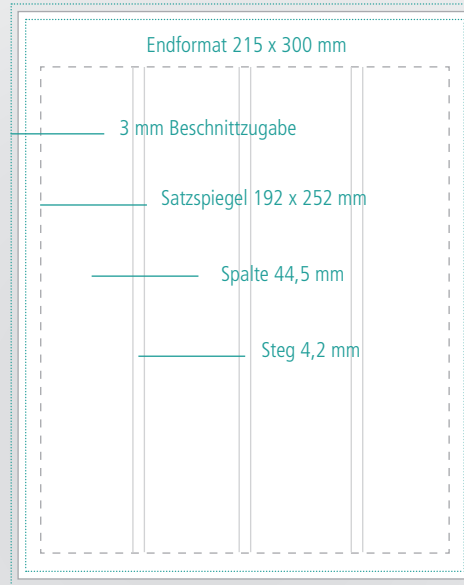 Endformat 215 x 300 mm
3 mm Beschnittzugabe
Satzspiegel 192 x 252 mm
Spalte 44,5 mm
Steg 4,2 mm